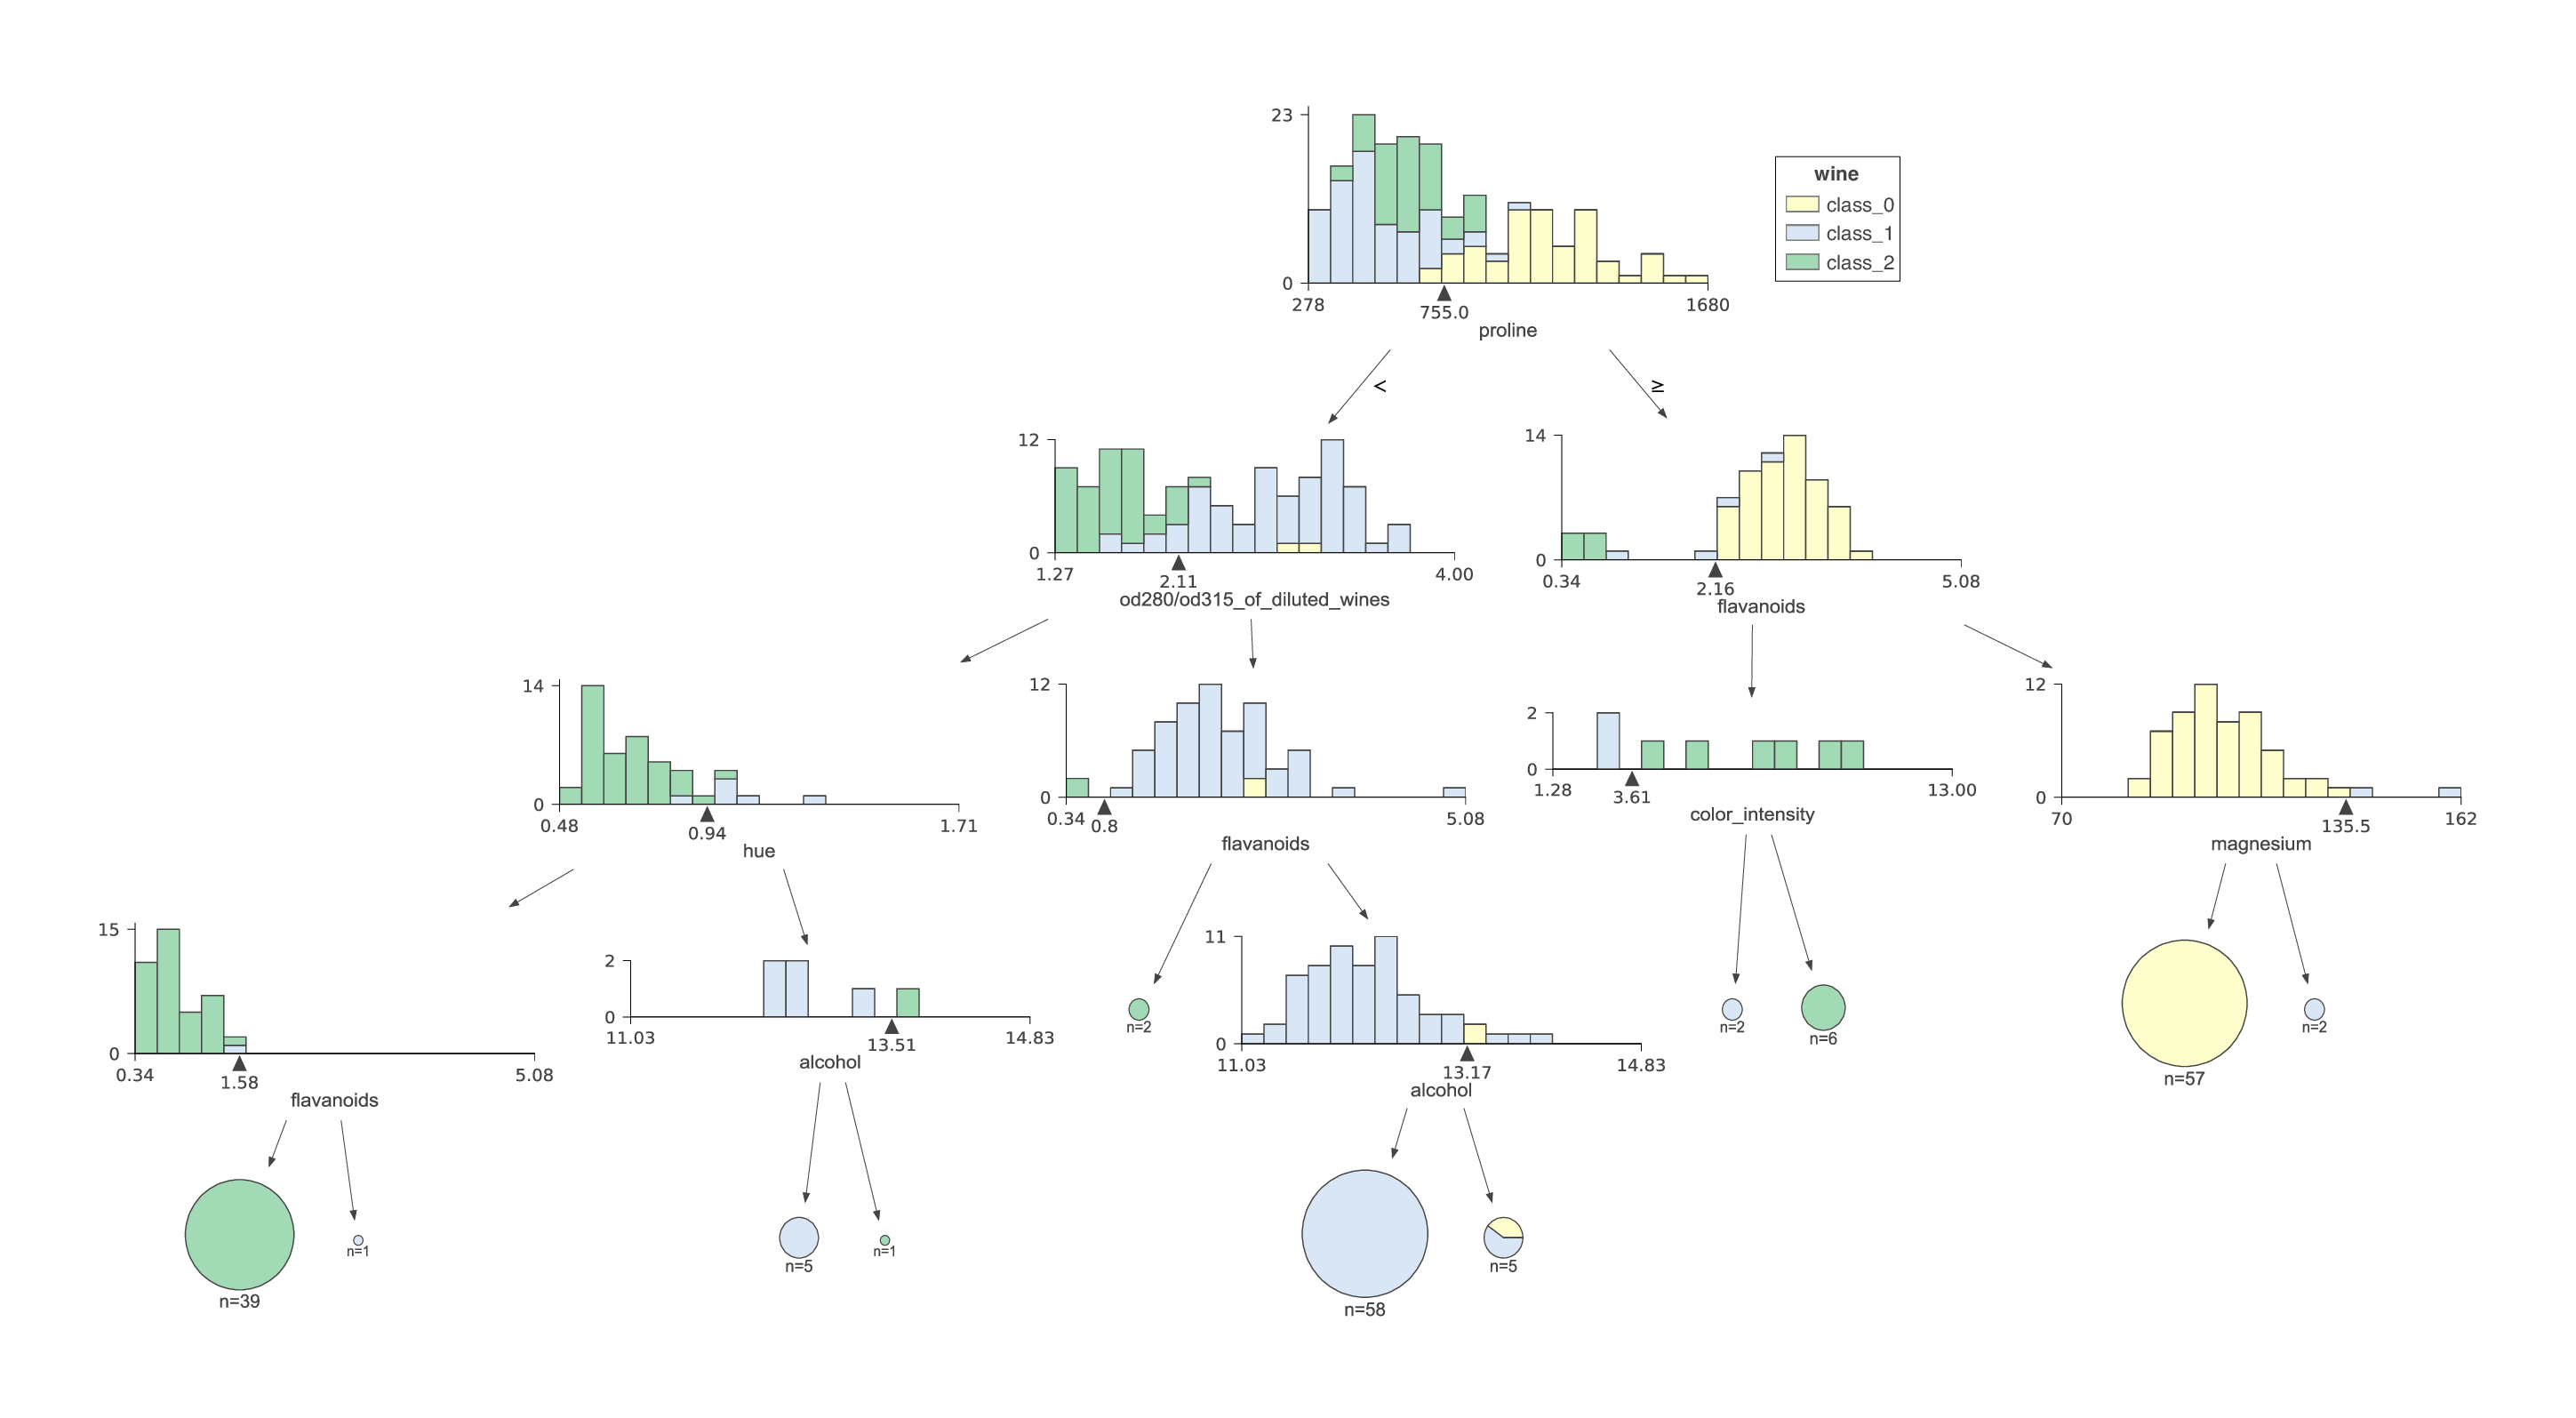 23
0
278
755.0
1680
proline
wine
class_0
class_1
class_2
<
≥
12
0
1.27
2.11
4.00
od280/od315_of_diluted_wines
14
0
0.34
2.16
5.08
flavanoids
14
0
0.48
0.94
1.71
hue
12
0
0.34
0.8
5.08
flavanoids
2
0
1.28
3.61
13.00
color_intensity
12
0
70
135.5
162
magnesium
15
0
0.34
1.58
5.08
flavanoids
2
0
11.03
13.51
14.83
alcohol
n=2
11
0
11.03
13.17
14.83
alcohol
n=2
n=6
n=57
n=2
n=39
n=1
n=5
n=1
n=58
n=5